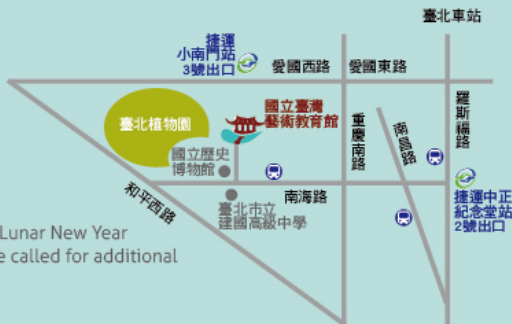 臺北車站
捷運
小南門站
3號出口
愛國西路
愛國東路
國立臺灣
藝術教育館
臺北植物園
重慶南路
南昌路
羅斯福路
國立歷史
博物館
和平西路
南海路
臺北市立
建國高級中學
捷運中正
紀念堂站
2號出口
Lunar New Year
e called for additional